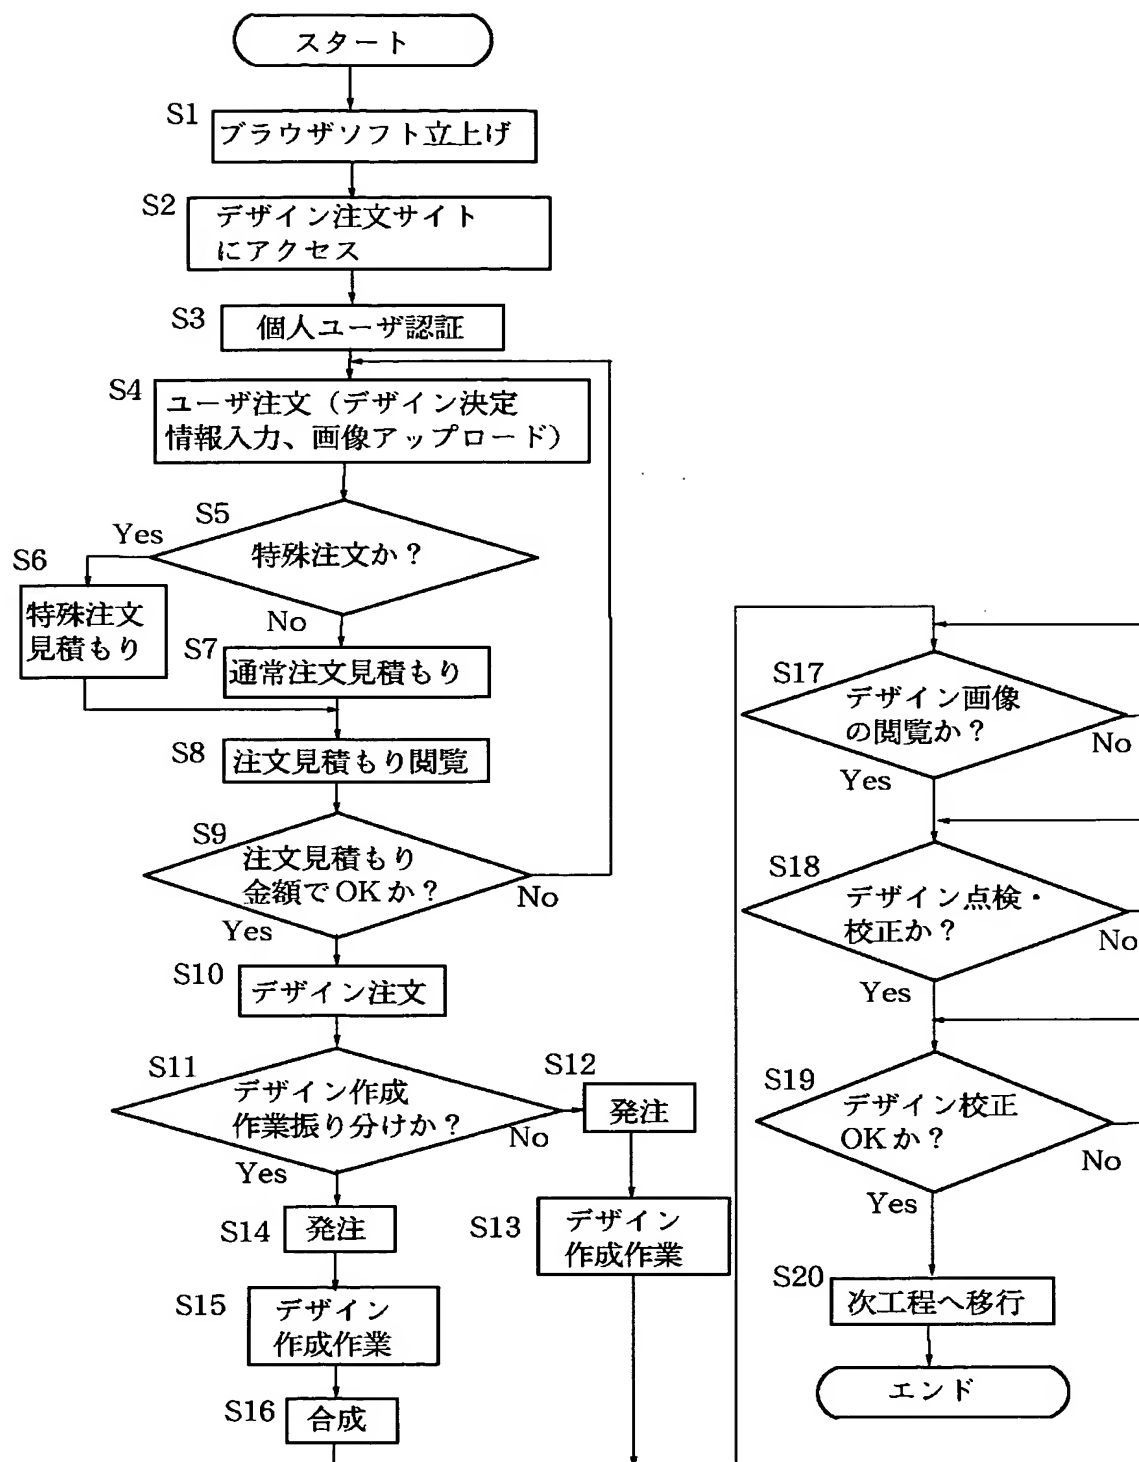 スタート
S1
ブラウザソフト立上げ
S2
デザイン注文サイト
にアクセス
S3
個人ユーザ認証
S4
ユーザ注文（デザイン決定
情報入力、画像アップロード）
S5
特殊注文か？
Yes
No
S6
特殊注文
見積もり
S7
通常注文見積もり
S8
注文見積もり閲覧
S9
注文見積もり
金額でOKか？
No
Yes
S10
デザイン注文
S11
デザイン作成
作業振り分けか？
No
Yes
S12
発注
S13
デザイン
作成作業
S14
発注
S15
デザイン
作成作業
S16
合成
S17
デザイン画像
の閲覧か？
No
Yes
S18
デザイン点検・
校正か？
No
Yes
S19
デザイン校正
OKか？
No
Yes
S20
次工程へ移行
エンド